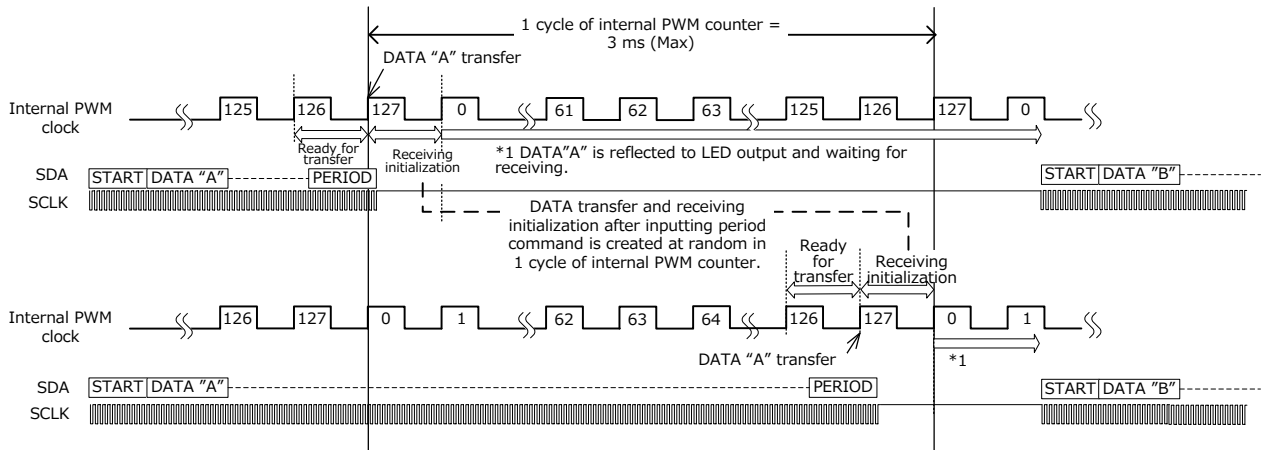 1 cycle of internal PWM counter =
3 ms (Max)
DATA “A” transfer
Internal PWM
clock
125
126
127
0
61
62
63
125
126
127
0
Ready for
transfer
Receiving
initialization
*1 DATA”A” is reflected to LED output and waiting for
receiving.
SDA
START
DATA ”A”
PERIOD
START
DATA ”B”
SCLK
DATA transfer and receiving
initialization after inputting period
command is created at random in
1 cycle of internal PWM counter.
Ready
for
transfer
Receiving
initialization
Internal PWM
clock
126
127
0
1
62
63
64
126
127
0
1
DATA “A” transfer
*1
SDA
START
DATA ”A”
PERIOD
START
DATA ”B”
SCLK